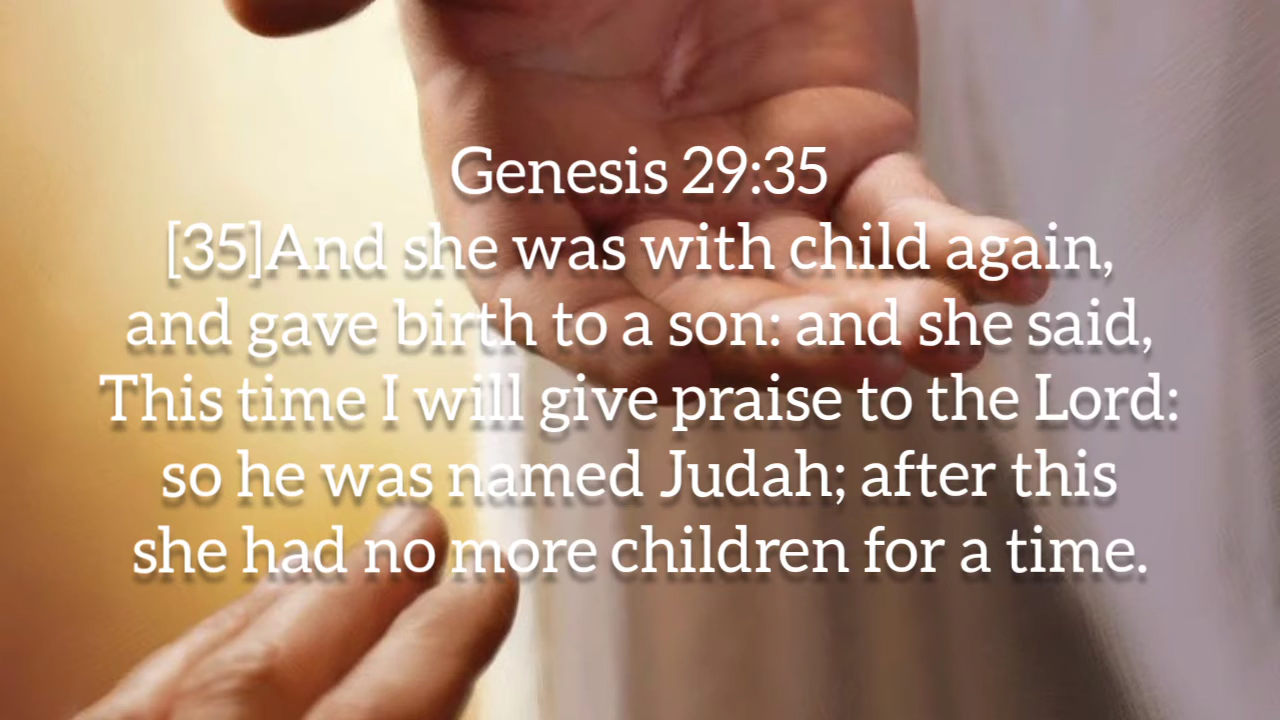 Genesis 29:35
[35]And she was with child again,
and gave birth to a son: and she said,
This time I will give praise to the Lord:
so he was named Judah; after this
she had no more children for a time.